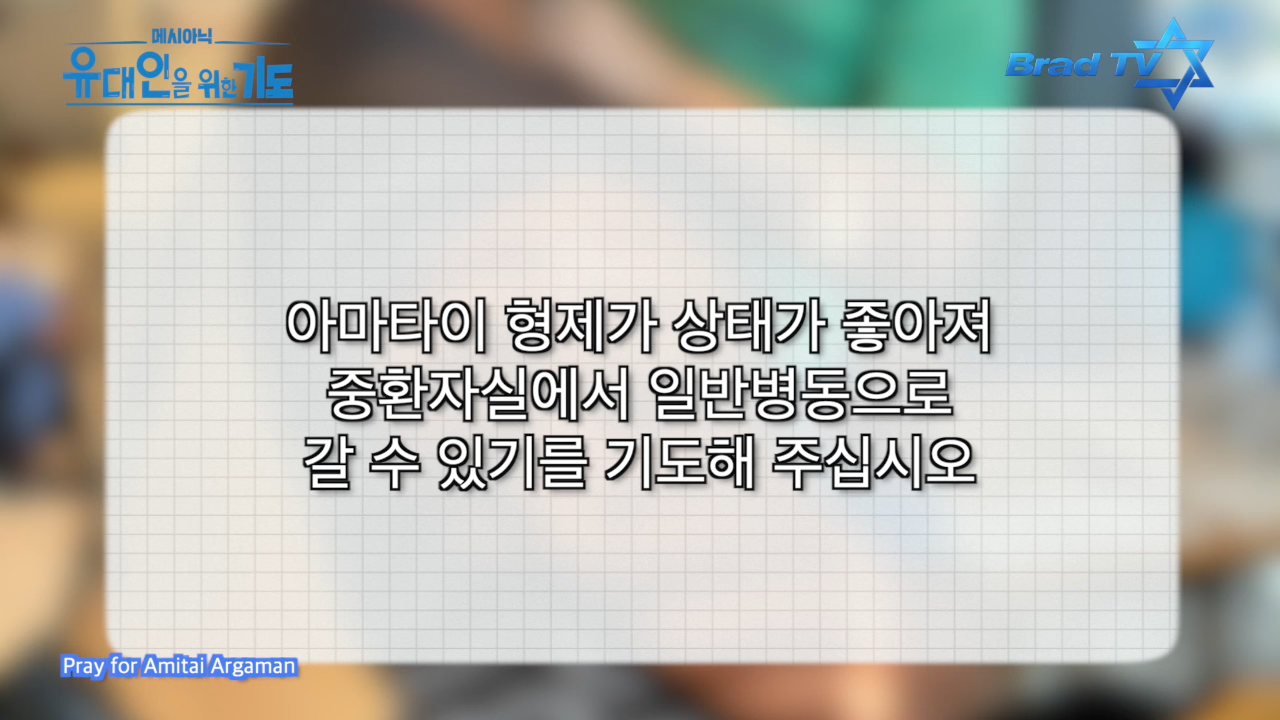 메시아닉
유대인을 위한기도
Brad TV
아마타이 형제가 상태가 좋아져
중환자실에서 일반병동으로
갈 수 있기를 기도해 주십시오
Pray for Amitai Argaman